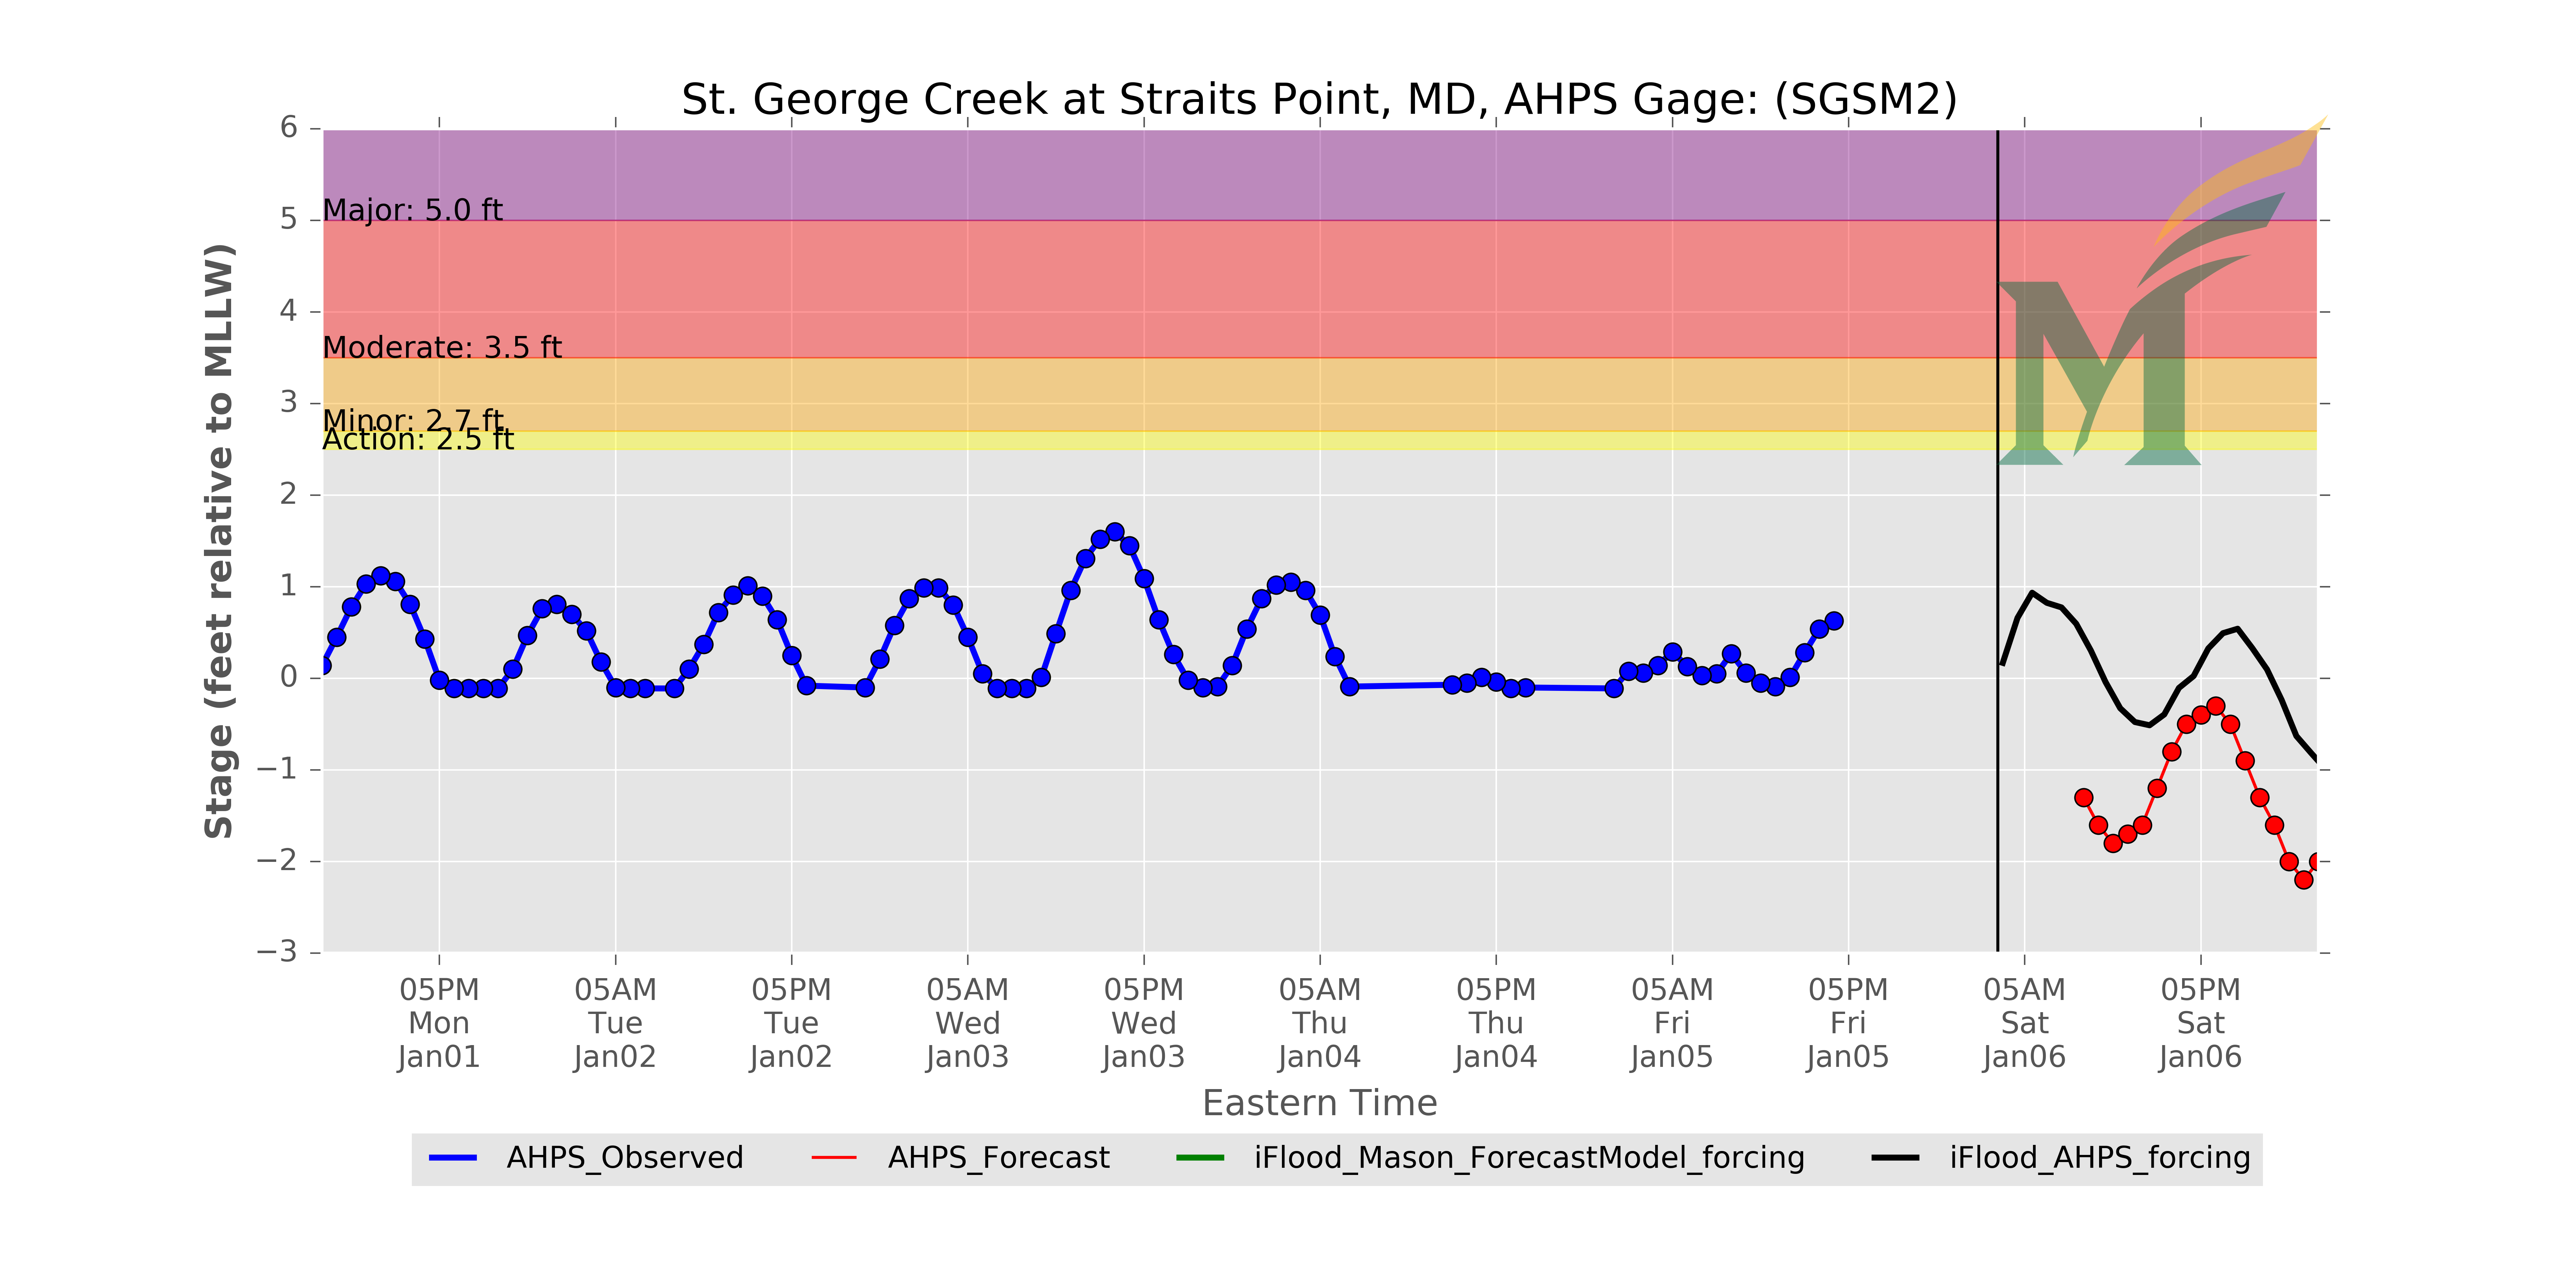 St. George Creek at Straits Point, MD, AHPS Gage: (SGSM2)
Stage (feet relative to MLLW)
6
5
4
3
2
1
0
−1
−2
−3
Major: 5.0 ft
Moderate: 3.5 ft
Minor: 2.7 ft
Action: 2.5 ft
M
05PM 05AM 05PM 05AM 05PM 05AM 05PM 05AM 05PM 05AM 05PM
Mon Tue Tue Wed Wed Thu Thu Fri Fri Sat Sat
Jan01 Jan02 Jan02 Jan03 Jan03 Jan04 Jan04 Jan05 Jan05 Jan06 Jan06
Eastern Time
AHPS_Observed AHPS_Forecast iFlood_Mason_ForecastModel_forcing iFlood_AHPS_forcing